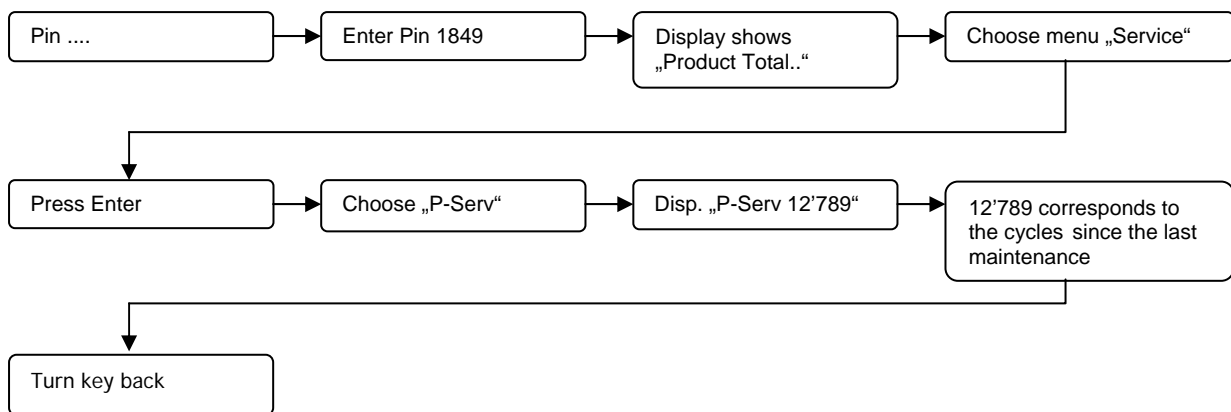 Pin ....
Enter Pin 1849
Display shows
„Product Total..“
Choose menu „Service“
Press Enter
Choose „P-Serv“
Disp. „P-Serv 12’789“
12’789 corresponds to
the cycles since the last
maintenance
Turn key back